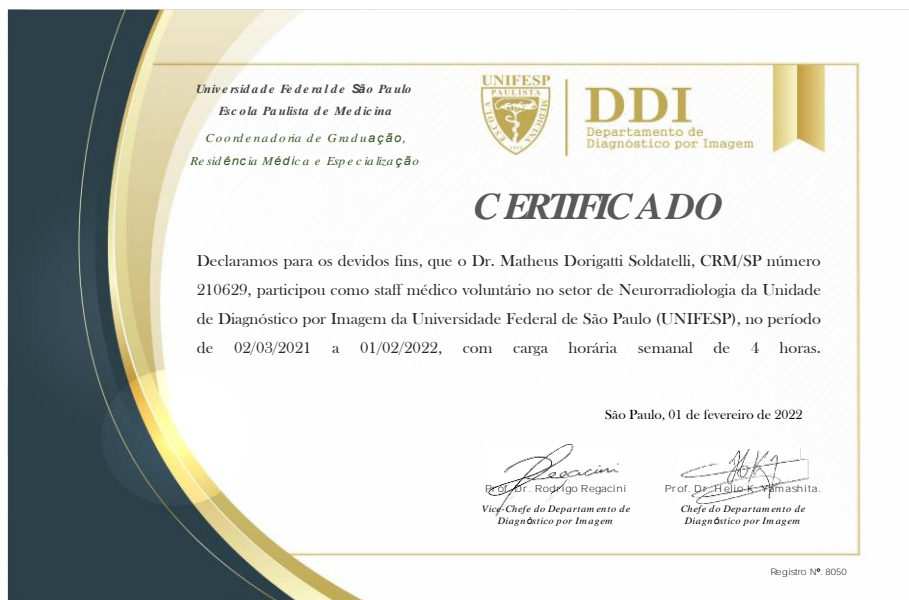 Universidade Federal de São Paulo
Escola Paulista de Medicina
Coordenadoria de Graduação,
Residência Médica e Especialização
UNIFESP
PAULISTA
ESCOLA
MEDICINA
1933
DDI
Departamento de
Diagnóstico por Imagem
CERTIFICADO
Declaramos para os devidos fins, que o Dr. Matheus Dorigatti Soldatelli, CRM/SP número
210629, participou como staff médico voluntário no setor de Neurorradiologia da Unidade
de Diagnóstico por Imagem da Universidade Federal de São Paulo (UNIFESP), no período
de 02/03/2021 a 01/02/2022, com carga horária semanal de 4 horas.
São Paulo, 01 de fevereiro de 2022
Regacini
Prof. Dr. Rodrigo Regacini
Vice-Chefe do Departamento de
Diagnóstico por Imagem
Prof. Dr. Helio K. Yamashita.
Chefe do Departamento de
Diagnóstico por Imagem
Registro Nº. 8050